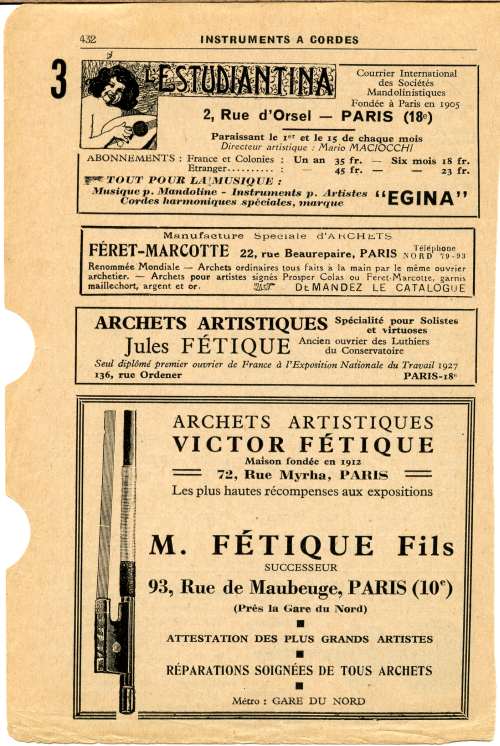 432
INSTRUMENTS A CORDES
3
L'ESTUDIANTINA
Courrier International
des Sociétés
Mandolinistiques
Fondée à Paris en 1905
2, Rue d'Orsel — PARIS (18e)
Paraissant le 1er et le 15 de chaque mois
Directeur artistique : Mario MACIOCCHI
ABONNEMENTS : France et Colonies : Un an 35 fr. — Six mois 18 fr.
Etranger.......... : — 45 fr. — — 23 fr.
TOUT POUR LA MUSIQUE :
Musique p. Mandoline - Instruments p. Artistes
Cordes harmoniques spéciales, marque
"EGINA"
Manufacture Speciale d'ARCHETS
FÉRET-MARCOTTE 22, rue Beaurepaire, PARIS
Téléphone
NORD 79-93
Renommée Mondiale — Archets ordinaires tous faits à la main par le même ouvrier
archetier. — Archets pour artistes signés Prosper Colas ou Féret-Marcotte, garnis
maillechort, argent et or. DEMANDEZ LE CATALOGUE
ARCHETS ARTISTIQUES
Spécialité pour Solistes
et virtuoses
Jules FÉTIQUE
Ancien ouvrier des Luthiers
du Conservatoire
Seul diplômé premier ouvrier de France à l'Exposition Nationale du Travail 1927
136, rue Ordener PARIS-18e
ARCHETS ARTISTIQUES
VICTOR FÉTIQUE
Maison fondée en 1912
72, Rue Myrha, PARIS
Les plus hautes récompenses aux expositions
M. FÉTIQUE Fils
SUCCESSEUR
93, Rue de Maubeuge, PARIS (10e)
(Près la Gare du Nord)
ATTESTATION DES PLUS GRANDS ARTISTES
RÉPARATIONS SOIGNÉES DE TOUS ARCHETS
Métro : GARE DU NORD